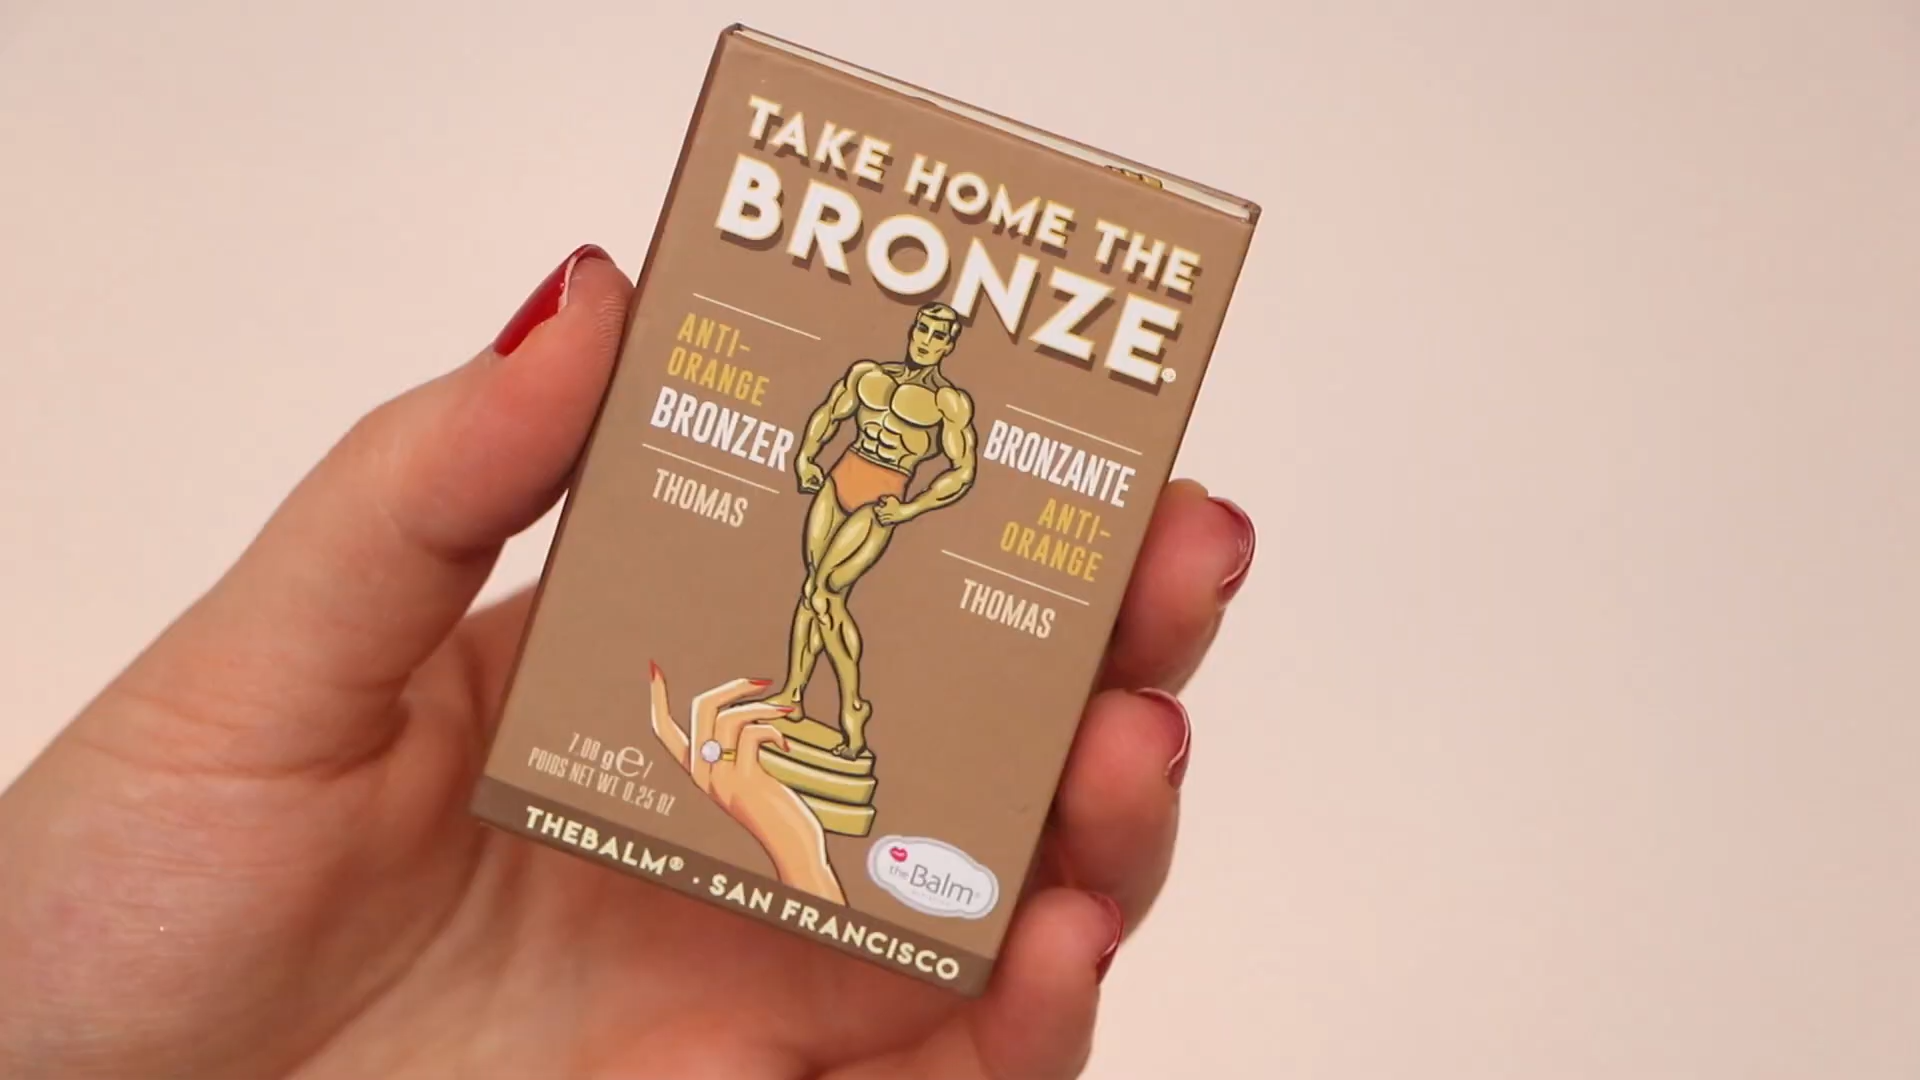 TAKE HOME THE
BRONZE®
ANTI-
ORANGE
BRONZER
THOMAS
BRONZANTE
ANTI-
ORANGE
THOMAS
7.08 g℮/
POIDS NET WT. 0.25 OZ
theBalm®
THEBALM® · SAN FRANCISCO